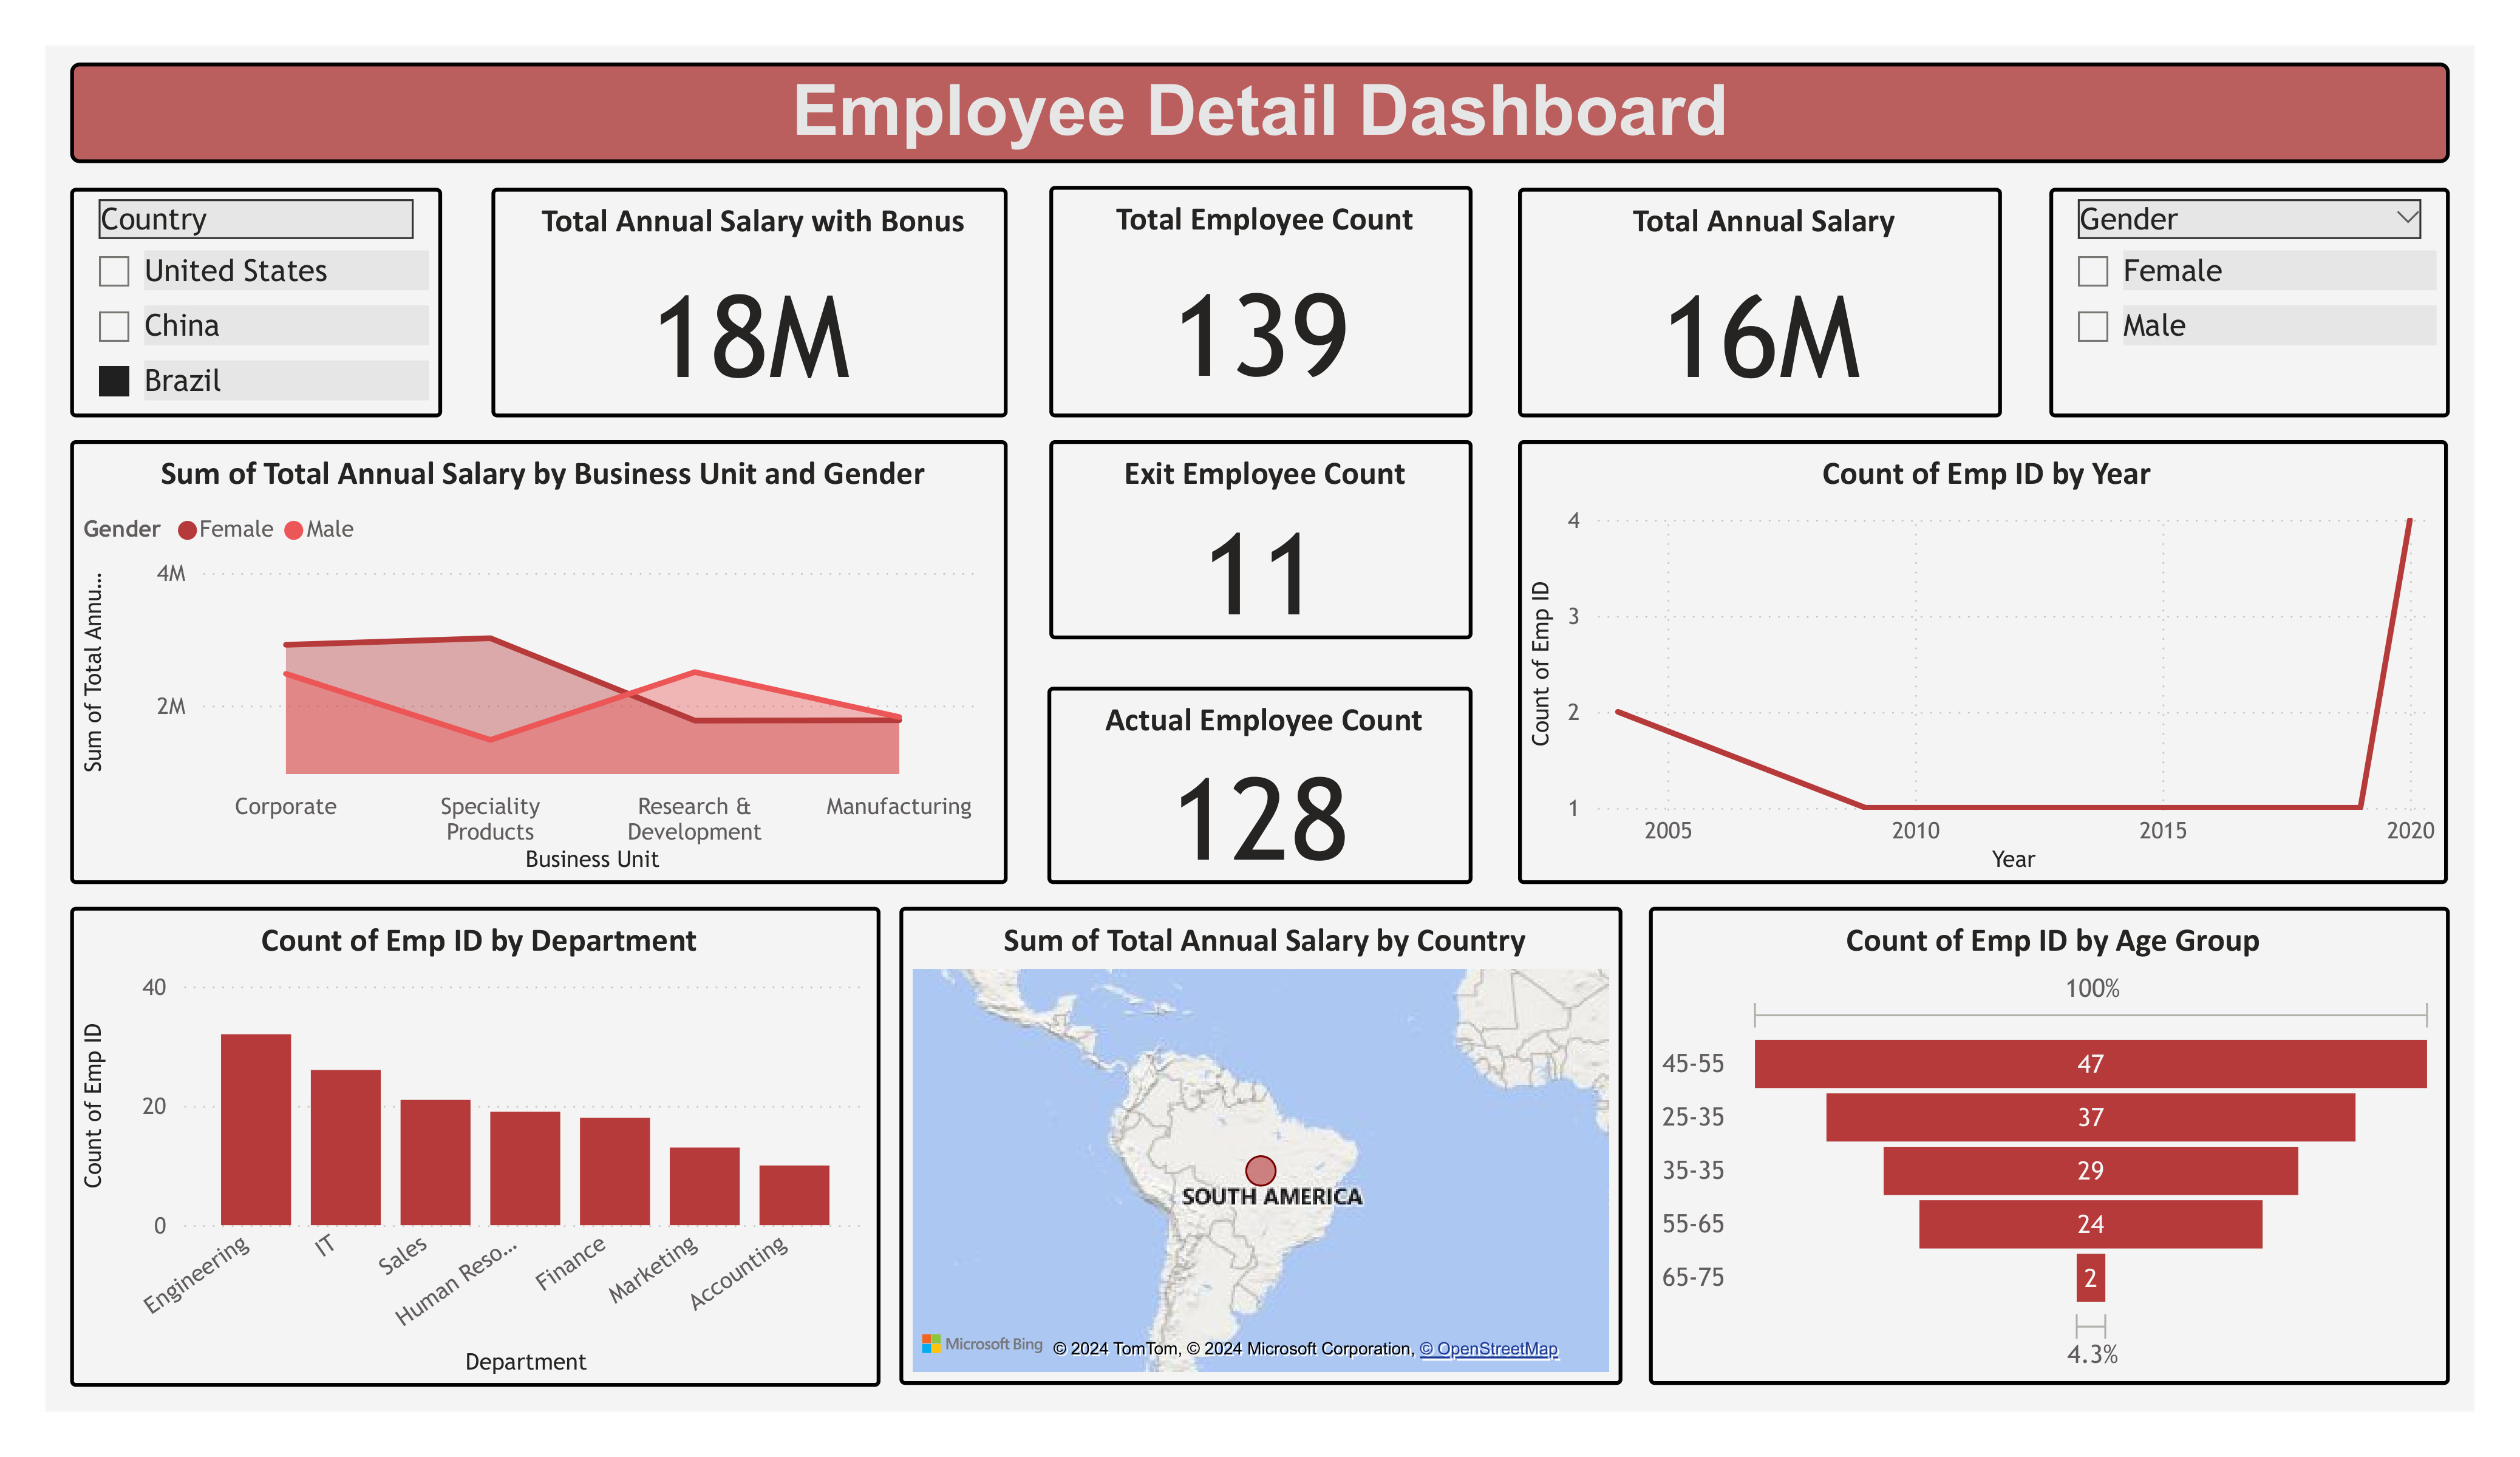 Employee Detail Dashboard
Country
United States
China
Brazil
Total Annual Salary with Bonus
18M
Total Employee Count
139
Total Annual Salary
16M
Gender
Female
Male
Sum of Total Annual Salary by Business Unit and Gender
Gender Female Male
Sum of Total Annu...
4M
2M
Corporate
Speciality
Products
Research &
Development
Manufacturing
Business Unit
Exit Employee Count
11
Actual Employee Count
128
Count of Emp ID by Year
Count of Emp ID
4
3
2
1
2005 2010 2015 2020
Year
Count of Emp ID by Department
Count of Emp ID
40
20
0
Engineering
IT
Sales
Human Reso...
Finance
Marketing
Accounting
Department
Sum of Total Annual Salary by Country
SOUTH AMERICA
Microsoft Bing © 2024 TomTom, © 2024 Microsoft Corporation, © OpenStreetMap
Count of Emp ID by Age Group
100%
45-55 47
25-35 37
35-35 29
55-65 24
65-75 2
4.3%